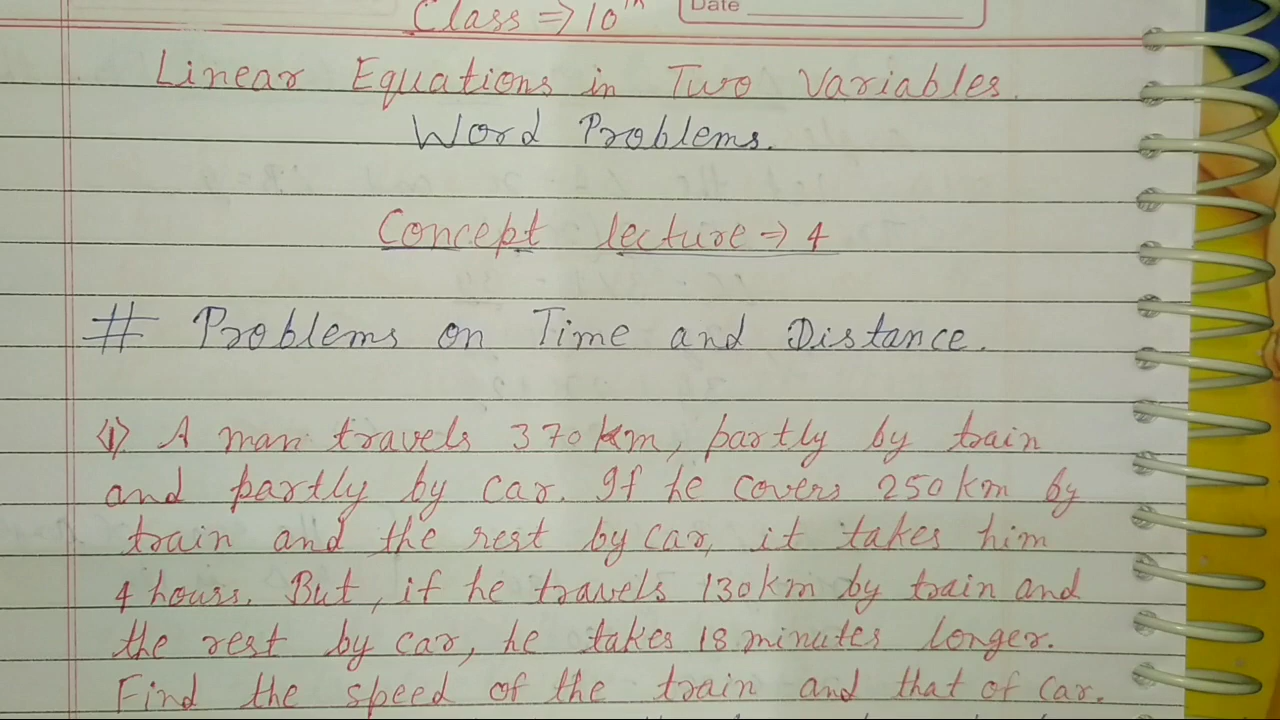 Class ⇒ 10th
Date
Linear Equations in Two Variables.
Word Problems.
Concept lecture ⇒ 4
# Problems on Time and Distance.
(1) A man travels 370 km, partly by train
and partly by car. If he covers 250 km by
train and the rest by car, it takes him
4 hours. But, if he travels 130 km by train and
the rest by car, he takes 18 minutes longer.
Find the speed of the train and that of car.